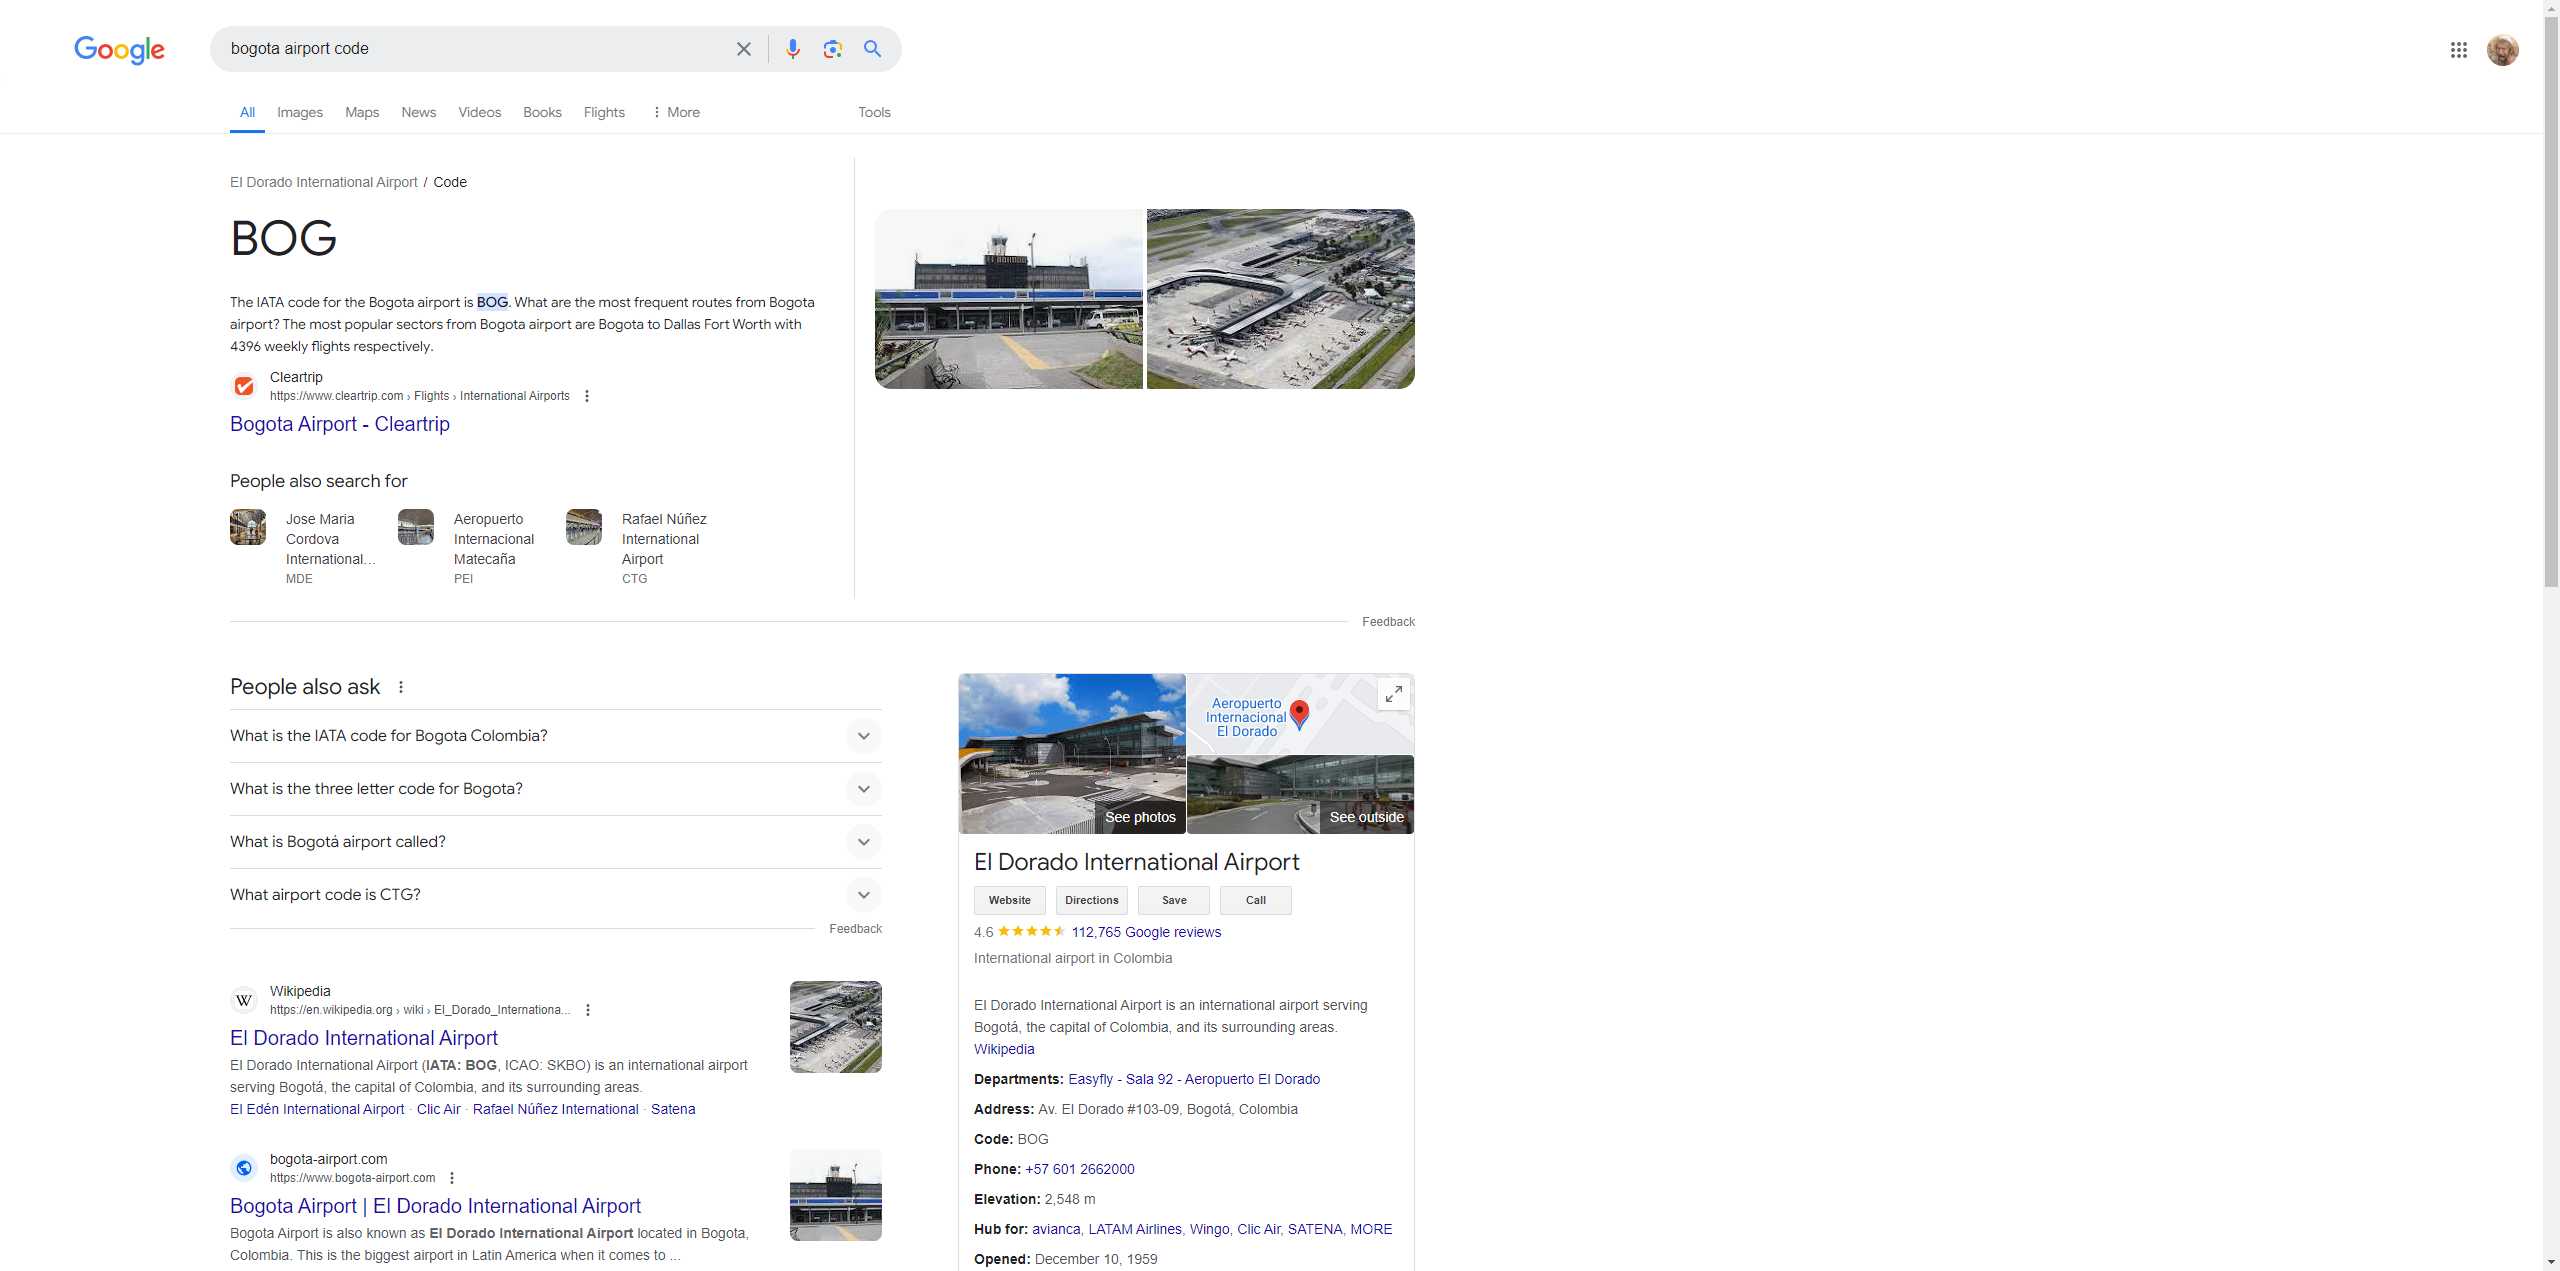 Google
bogota airport code
All
Images
Maps
News
Videos
Books
Flights
More
Tools
El Dorado International Airport / Code
BOG
The IATA code for the Bogota airport is BOG. What are the most frequent routes from Bogota
airport? The most popular sectors from Bogota airport are Bogota to Dallas Fort Worth with
4396 weekly flights respectively.
Cleartrip
https://www.cleartrip.com › Flights › International Airports
Bogota Airport - Cleartrip
People also search for
Jose Maria
Cordova
International...
MDE
Aeropuerto
Internacional
Matecaña
PEI
Rafael Núñez
International
Airport
CTG
Feedback
People also ask
What is the IATA code for Bogota Colombia?
What is the three letter code for Bogota?
What is Bogotá airport called?
What airport code is CTG?
Feedback
Wikipedia
https://en.wikipedia.org › wiki › El_Dorado_Internationa...
El Dorado International Airport
El Dorado International Airport (IATA: BOG, ICAO: SKBO) is an international airport
serving Bogotá, the capital of Colombia, and its surrounding areas.
El Edén International Airport · Clic Air · Rafael Núñez International · Satena
bogota-airport.com
https://www.bogota-airport.com
Bogota Airport | El Dorado International Airport
Bogota Airport is also known as El Dorado International Airport located in Bogota,
Colombia. This is the biggest airport in Latin America when it comes to ...
Aeropuerto
Internacional
El Dorado
See photos
See outside
El Dorado International Airport
Website
Directions
Save
Call
4.6 112,765 Google reviews
International airport in Colombia
El Dorado International Airport is an international airport serving
Bogotá, the capital of Colombia, and its surrounding areas.
Wikipedia
Departments: Easyfly - Sala 92 - Aeropuerto El Dorado
Address: Av. El Dorado #103-09, Bogotá, Colombia
Code: BOG
Phone: +57 601 2662000
Elevation: 2,548 m
Hub for: avianca, LATAM Airlines, Wingo, Clic Air, SATENA, MORE
Opened: December 10, 1959